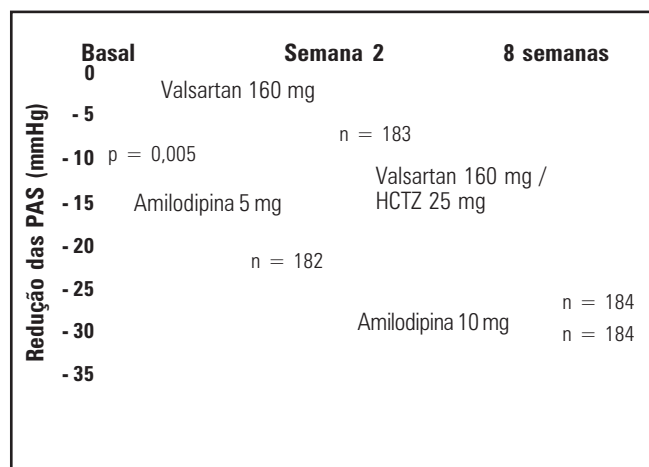 Basal Semana 2 8 semanas
0
Valsartan 160 mg
- 5
n = 183
- 10
p = 0,005
Valsartan 160 mg /
HCTZ 25 mg
- 15
Amilodipina 5 mg
- 20
n = 182
- 25
n = 184
Amilodipina 10 mg
- 30
n = 184
- 35
Redução das PAS (mmHg)